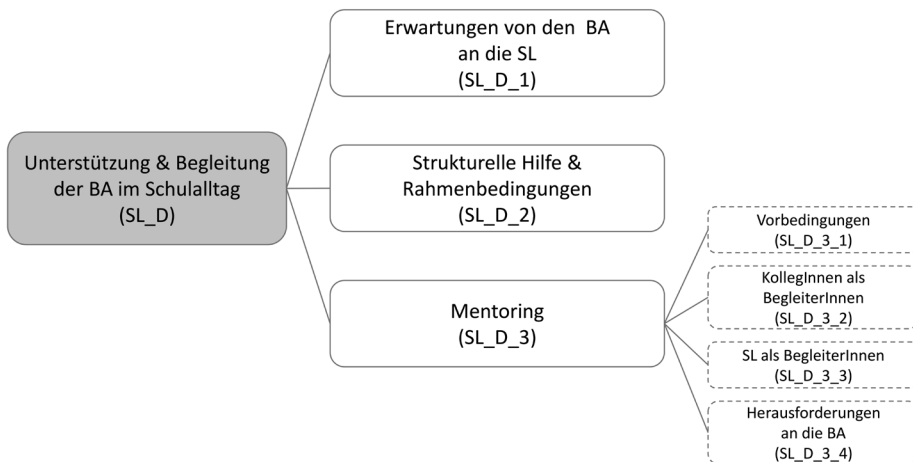 Erwartungen von den BA
an die SL
(SL_D_1)
Unterstützung & Begleitung
der BA im Schulalltag
(SL_D)
Strukturelle Hilfe &
Rahmenbedingungen
(SL_D_2)
Mentoring
(SL_D_3)
Vorbedingungen
(SL_D_3_1)
KollegInnen als
BegleiterInnen
(SL_D_3_2)
SL als BegleiterInnen
(SL_D_3_3)
Herausforderungen
an die BA
(SL_D_3_4)